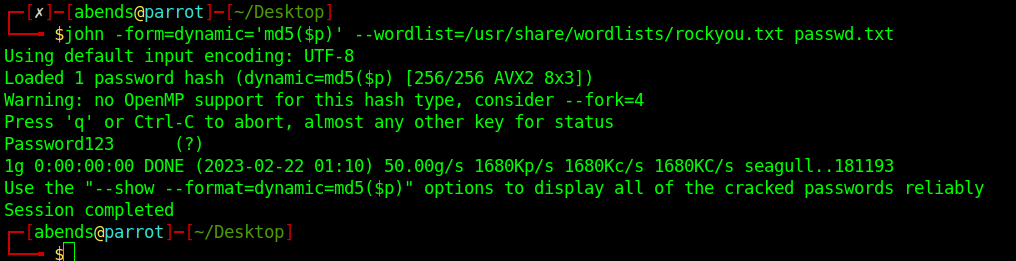 ┌─[✗]─[abends@parrot]─[~/Desktop]
└──╼ $john -form=dynamic='md5($p)' --wordlist=/usr/share/wordlists/rockyou.txt passwd.txt
Using default input encoding: UTF-8
Loaded 1 password hash (dynamic=md5($p) [256/256 AVX2 8x3])
Warning: no OpenMP support for this hash type, consider --fork=4
Press 'q' or Ctrl-C to abort, almost any other key for status
Password123      (?)
1g 0:00:00:00 DONE (2023-02-22 01:10) 50.00g/s 1680Kp/s 1680Kc/s 1680KC/s seagull..181193
Use the "--show --format=dynamic=md5($p)" options to display all of the cracked passwords reliably
Session completed
┌─[abends@parrot]─[~/Desktop]
└──╼ $